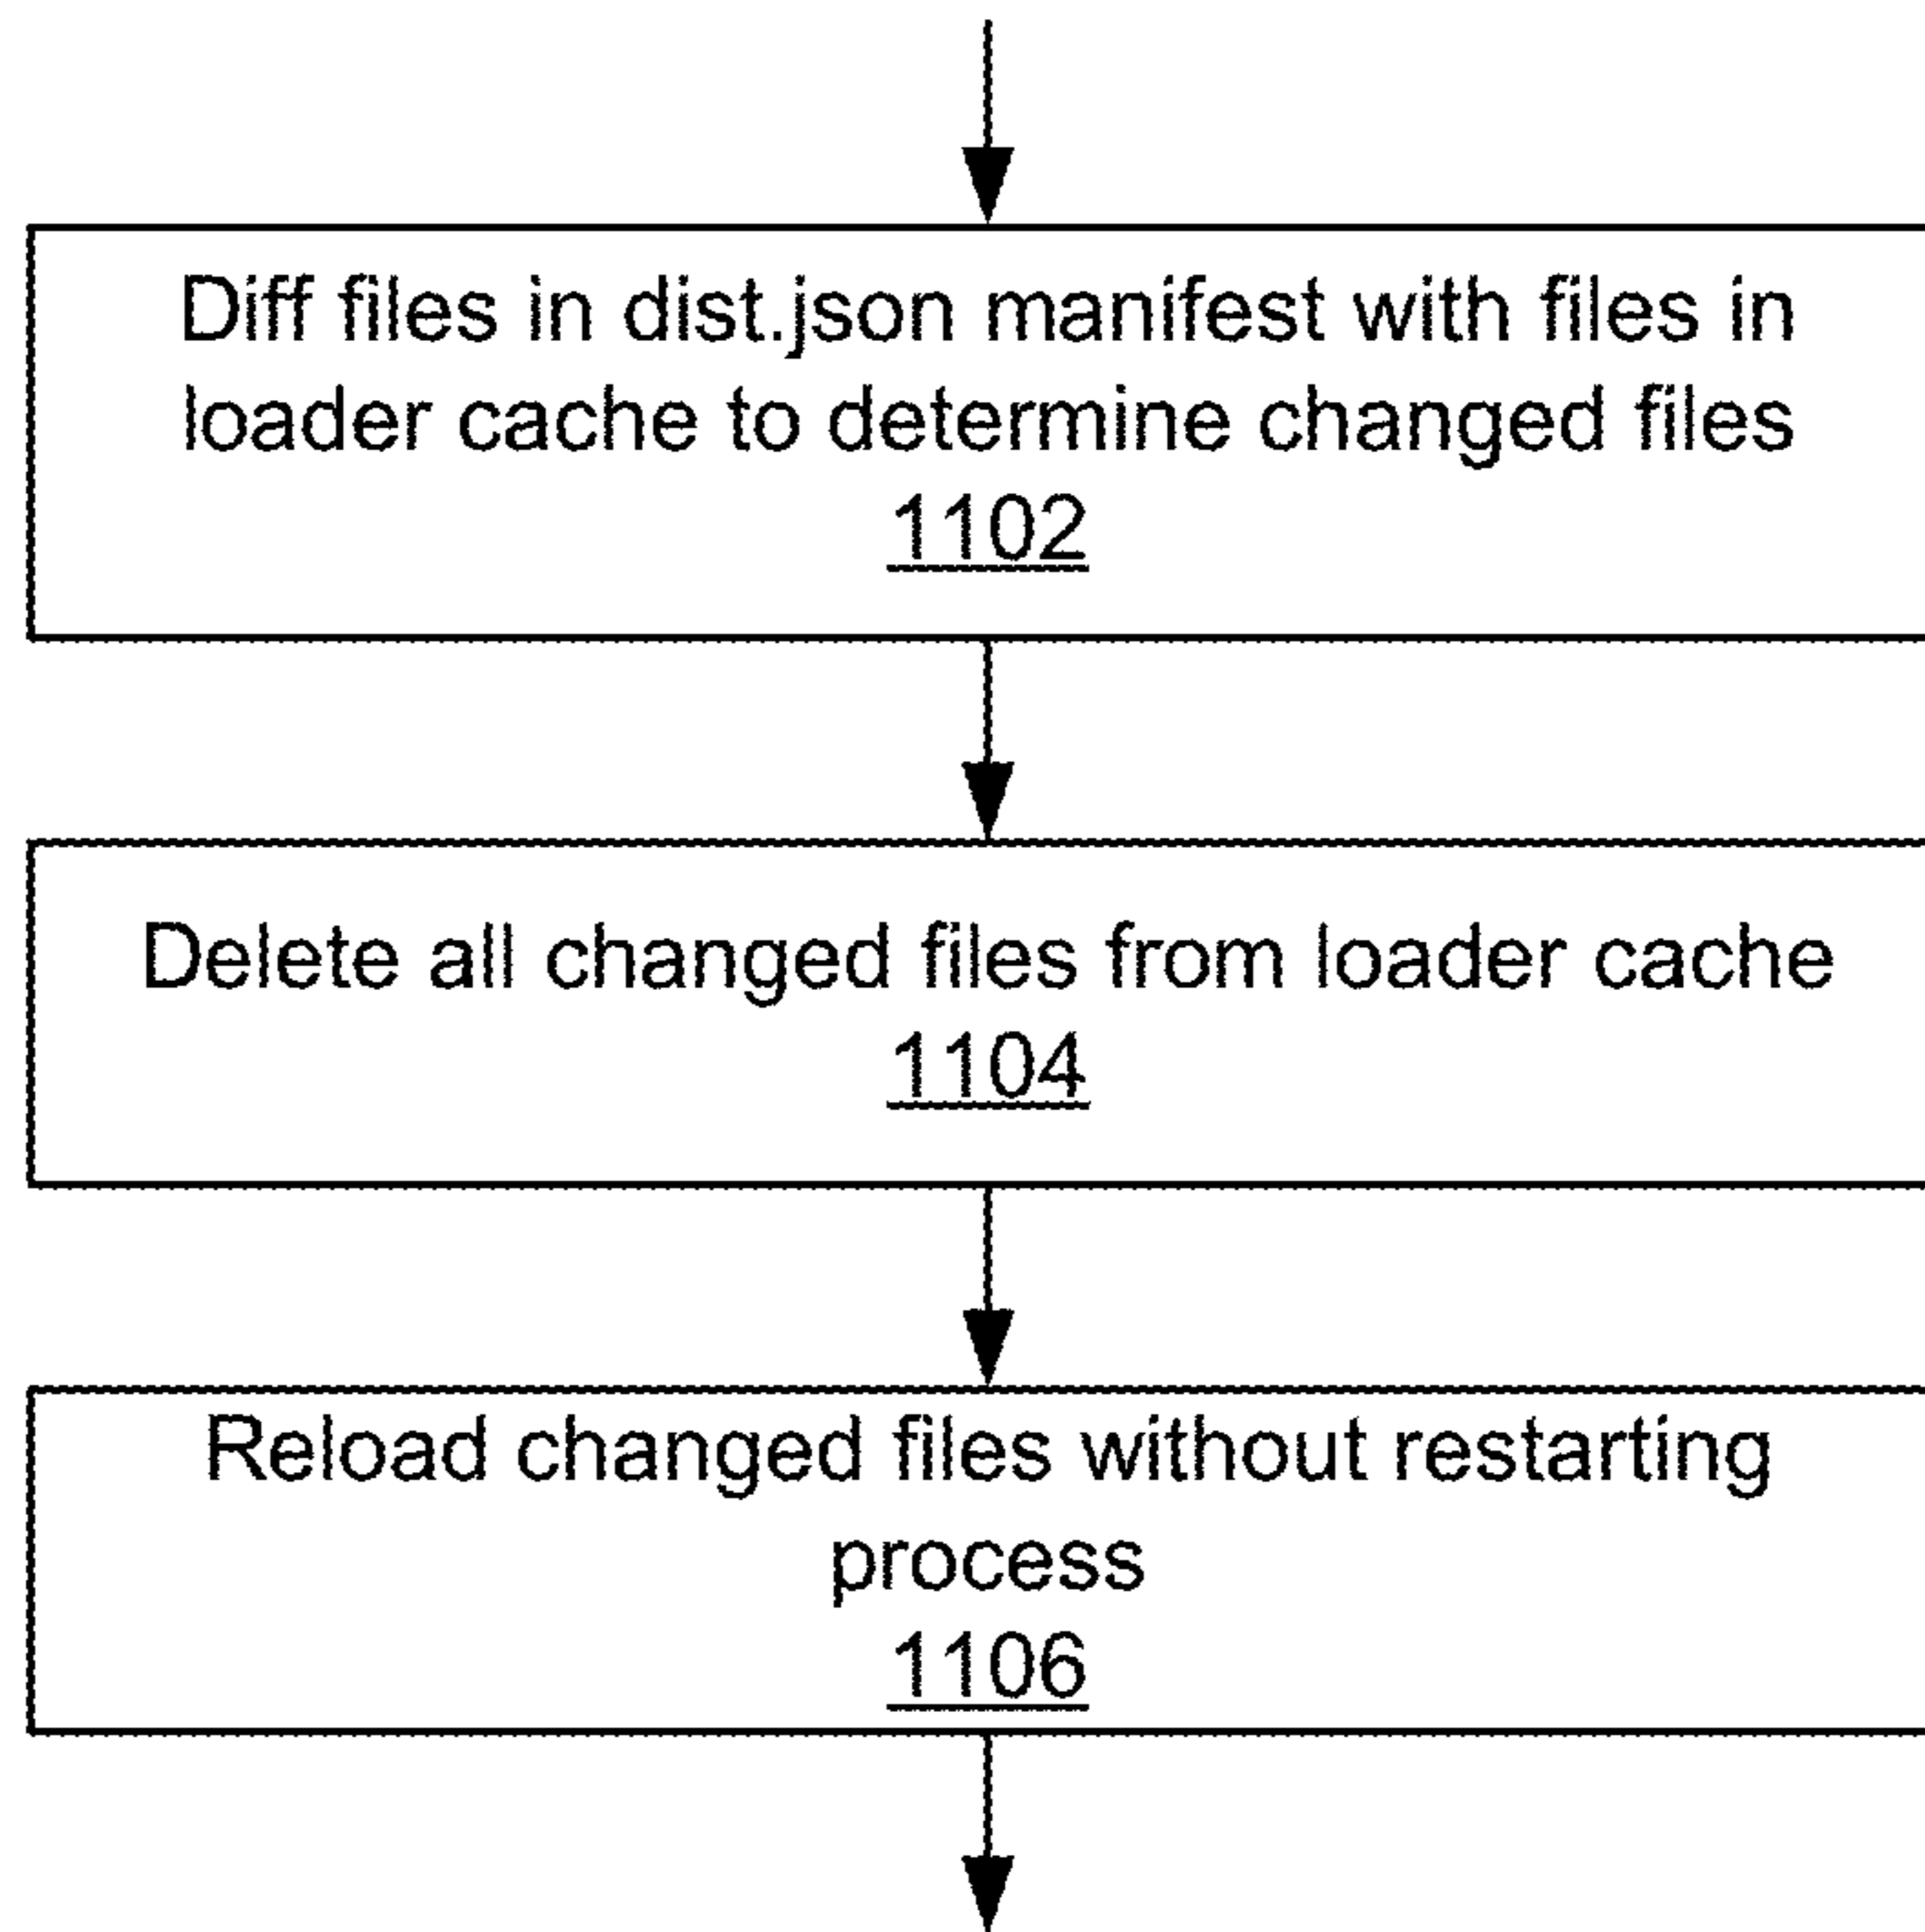 Diff files in dist.json manifest with files in
loader cache to determine changed files
1102
Delete all changed files from loader cache
1104
Reload changed files without restarting
process
1106